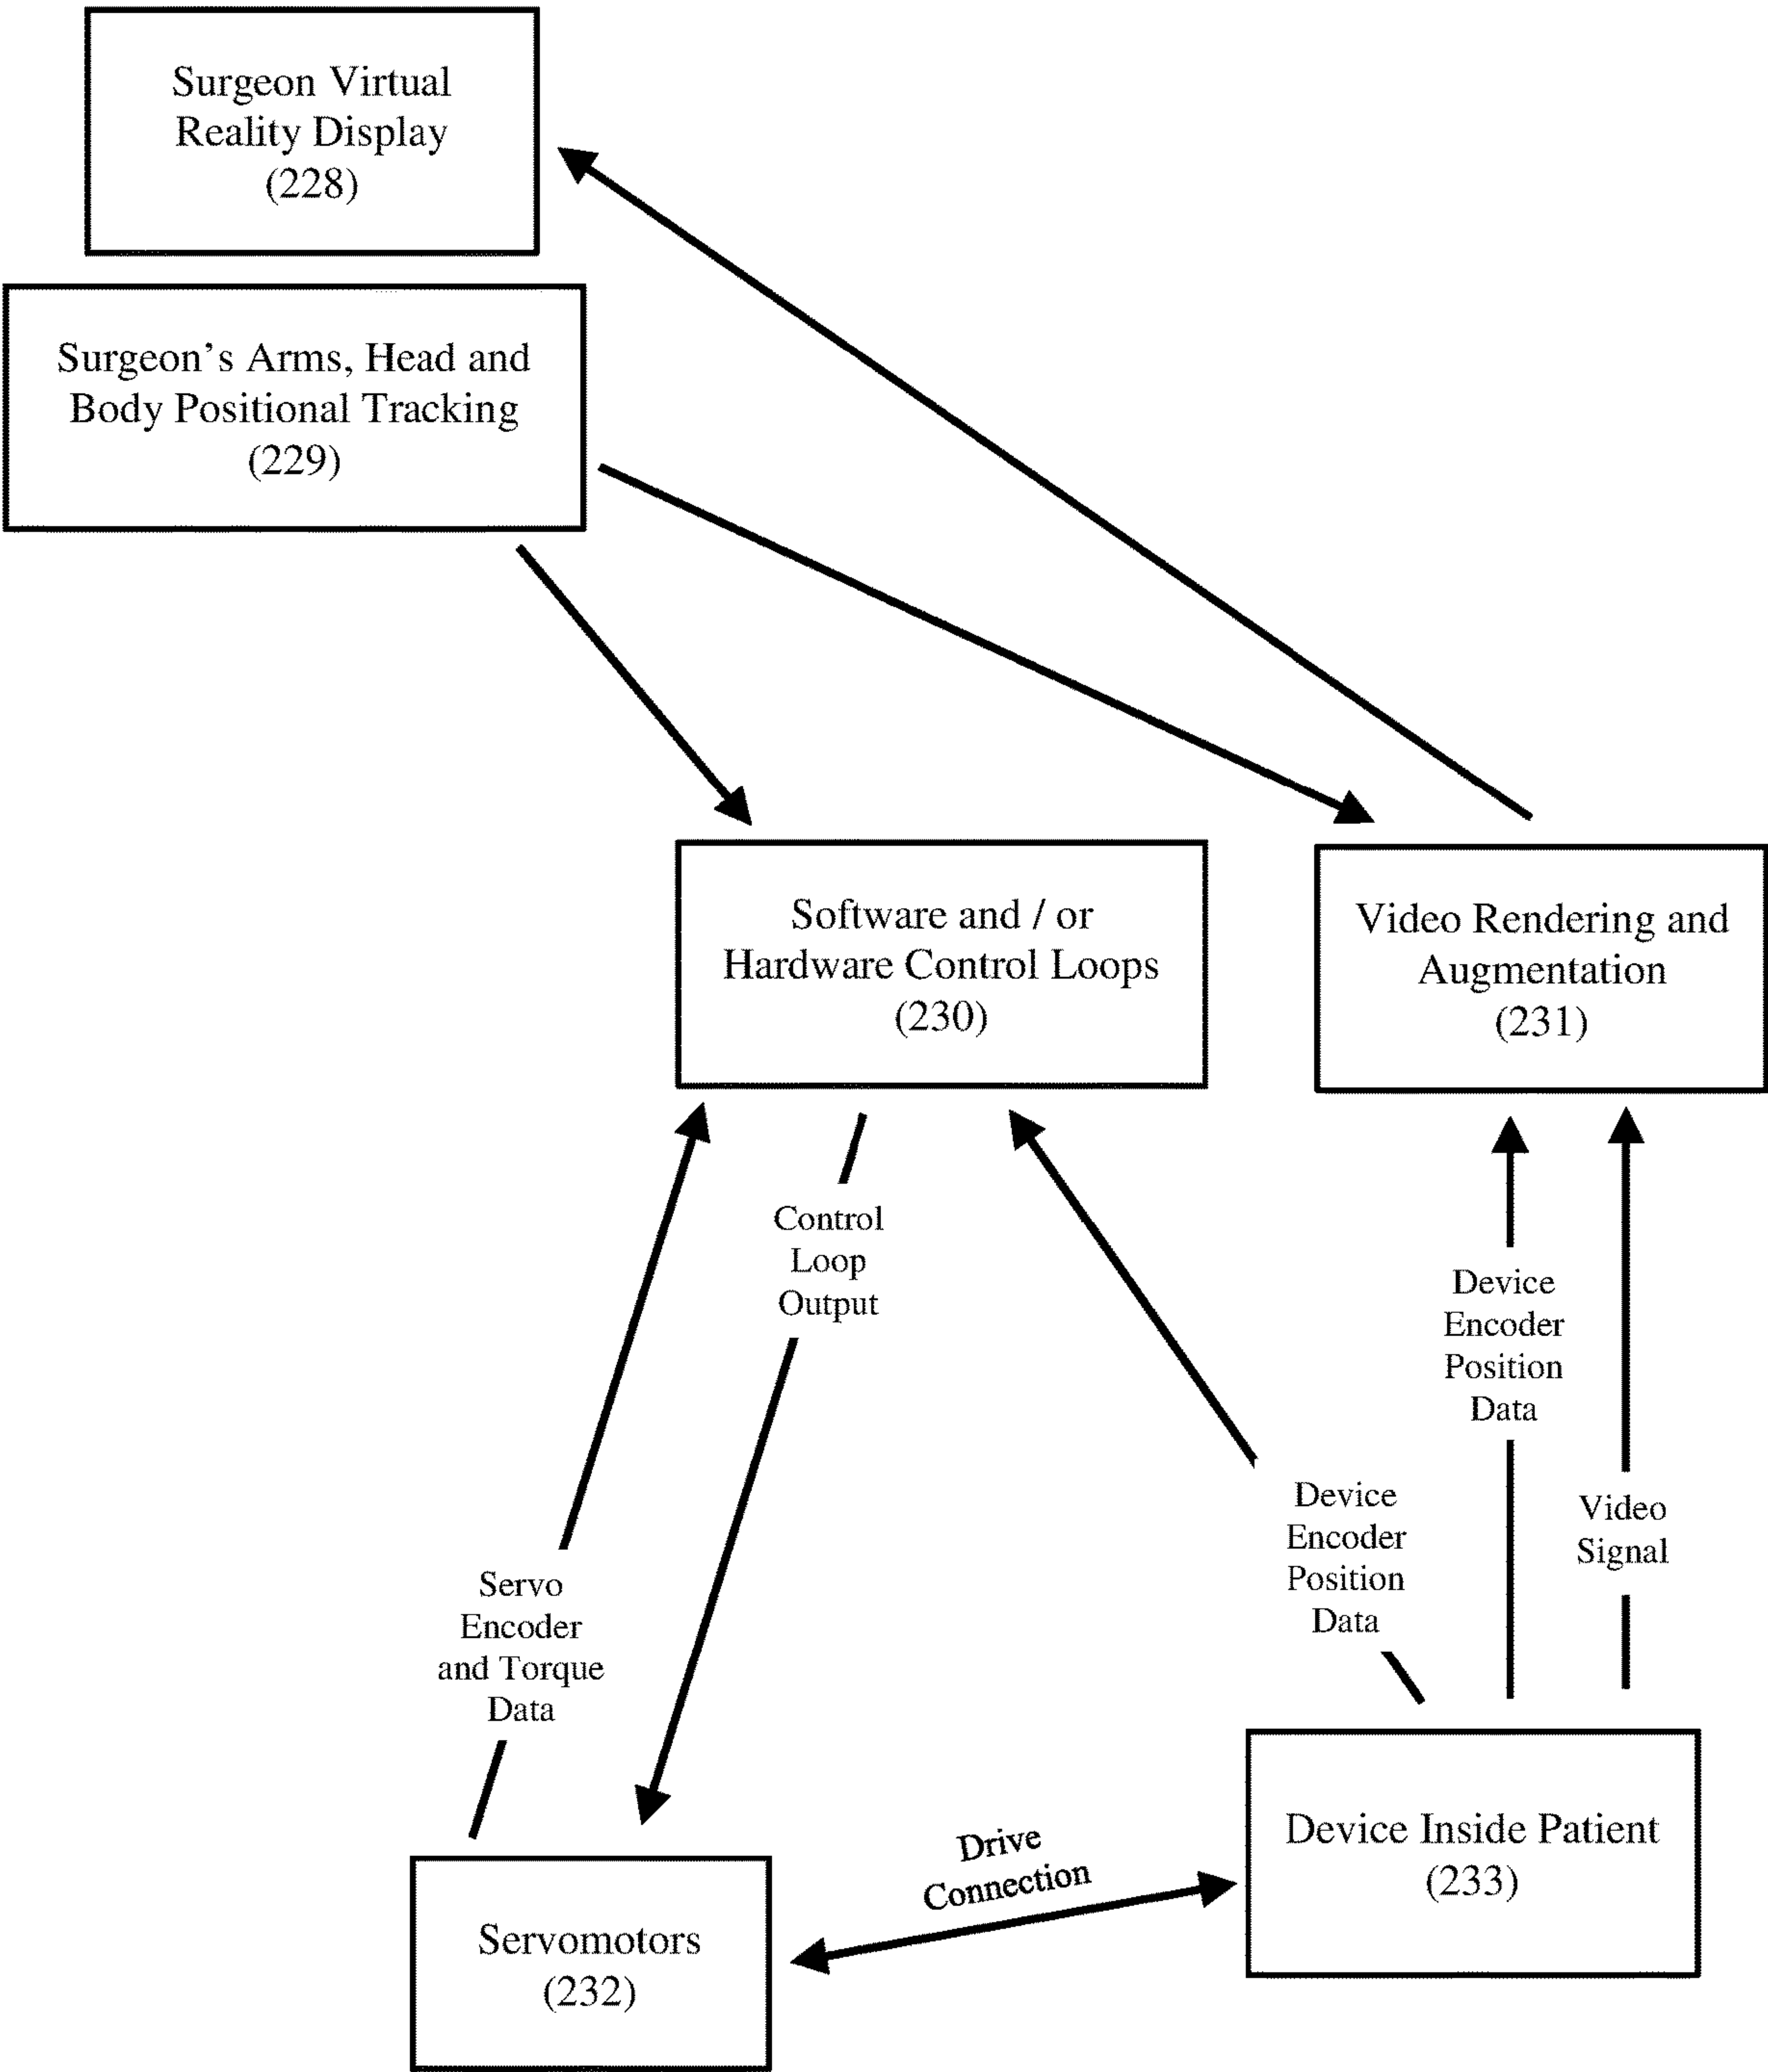 Surgeon Virtual
Reality Display
(228)
Surgeon's Arms, Head and
Body Positional Tracking
(229)
Software and / or
Hardware Control Loops
(230)
Video Rendering and
Augmentation
(231)
Control
Loop
Output
Device
Encoder
Position
Data
Video
Signal
Device
Encoder
Position
Data
Servo
Encoder
and Torque
Data
Drive
Connection
Device Inside Patient
(233)
Servomotors
(232)